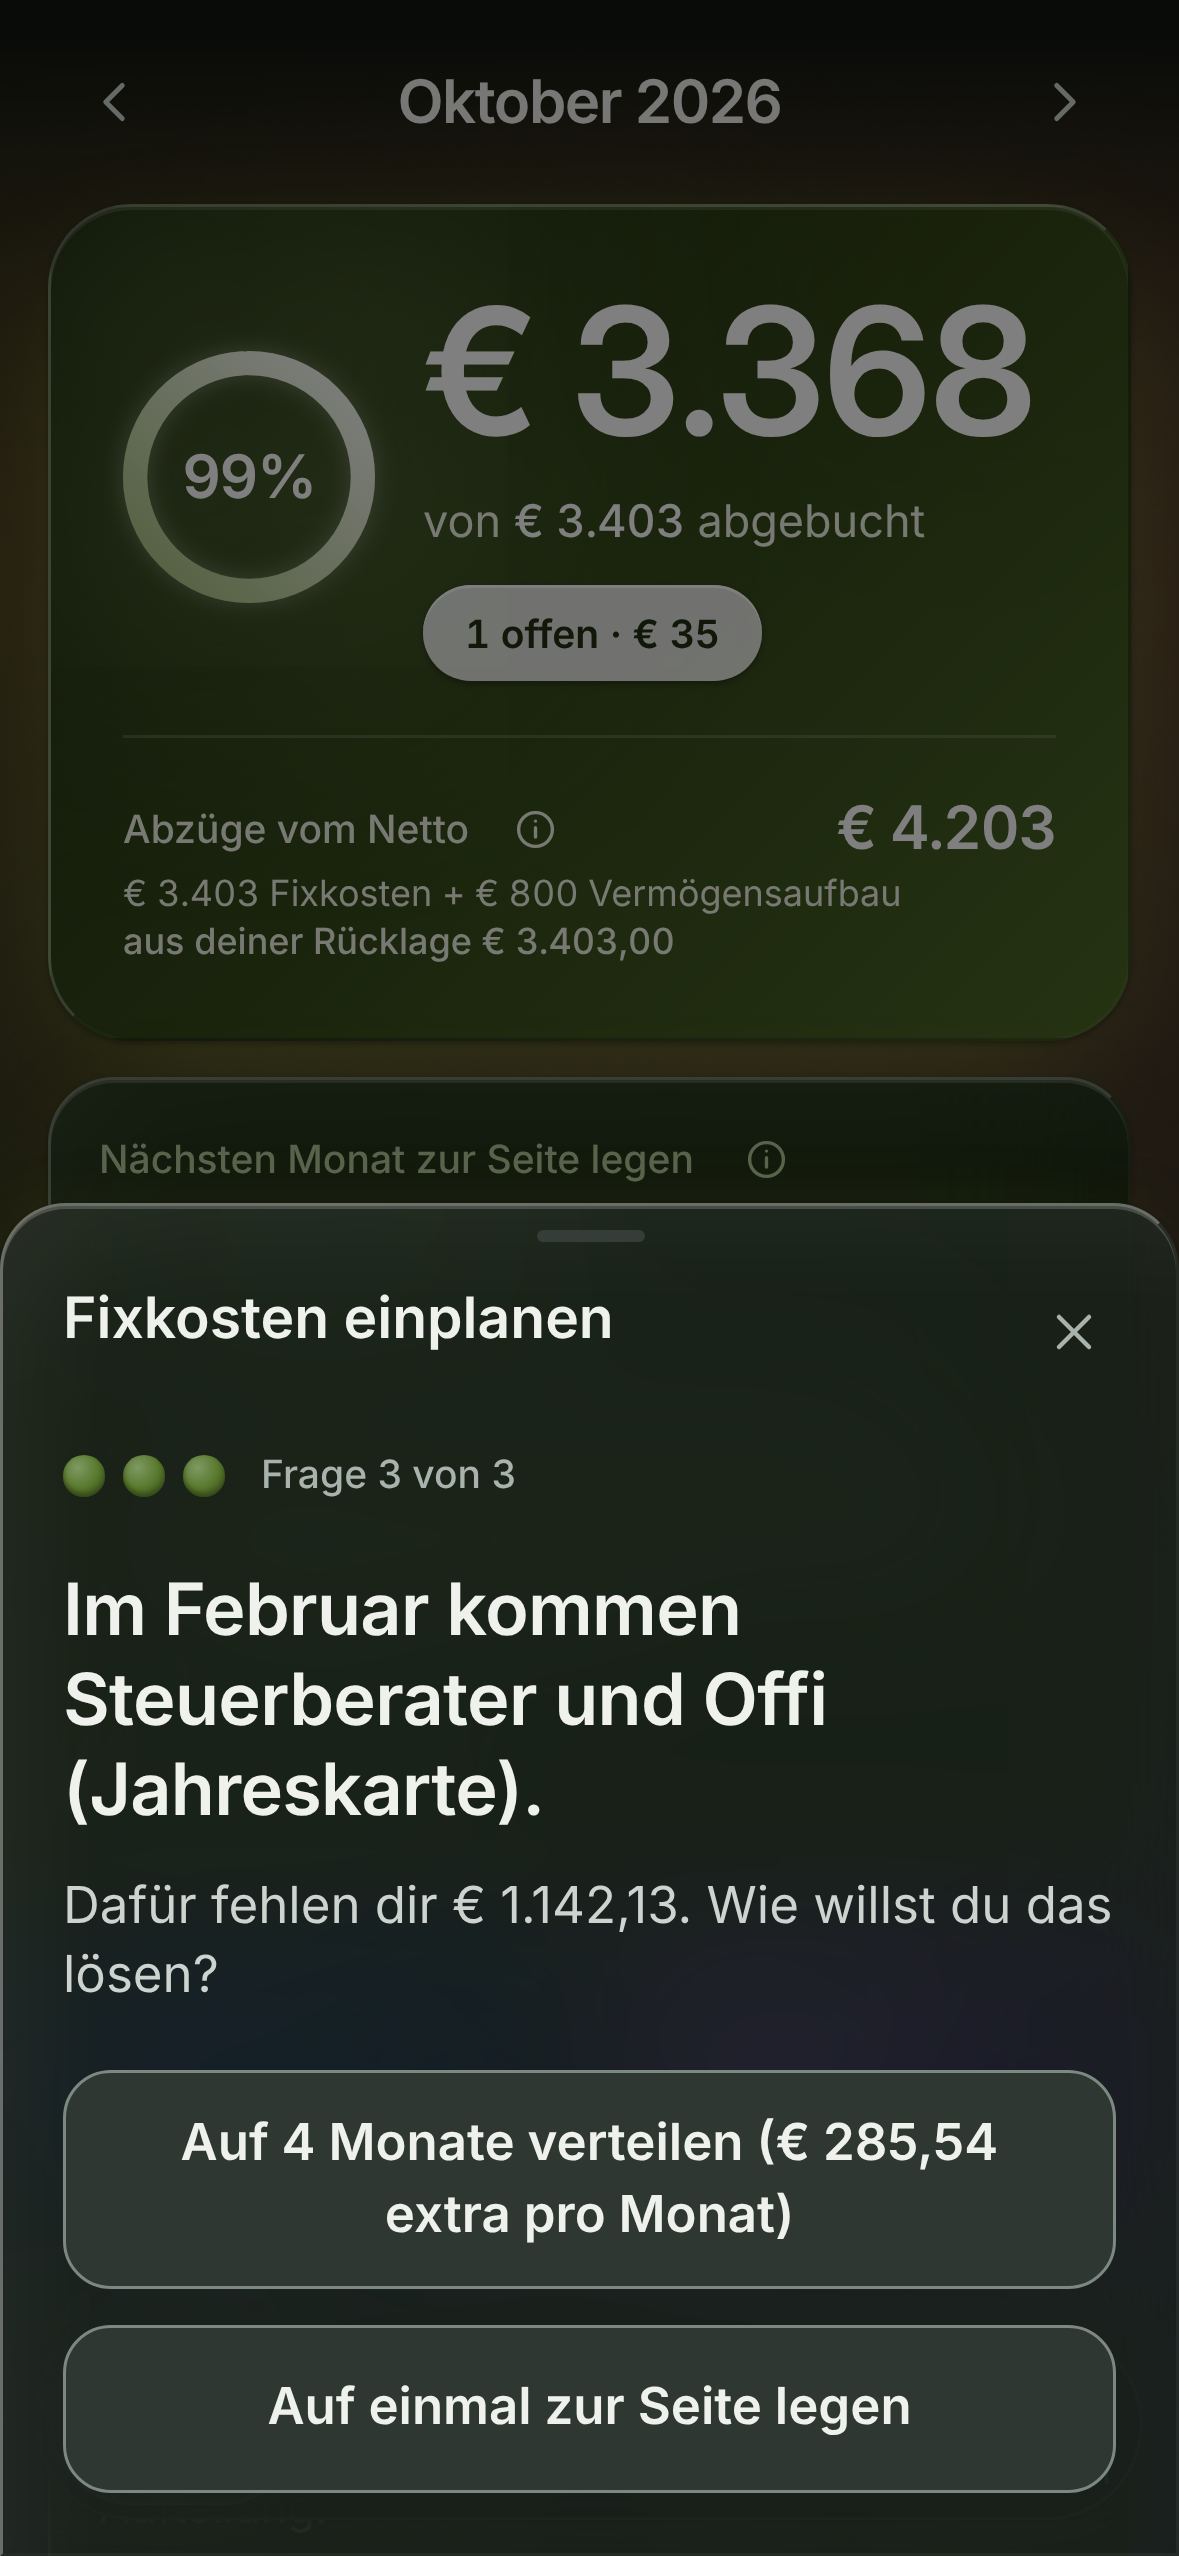 Oktober 2026
€ 3.368
99%
von € 3.403 abgebucht
1 offen · € 35
Abzüge vom Netto
€ 4.203
€ 3.403 Fixkosten + € 800 Vermögensaufbau
aus deiner Rücklage € 3.403,00
Nächsten Monat zur Seite legen
Fixkosten einplanen
Frage 3 von 3
Im Februar kommen
Steuerberater und Offi
(Jahreskarte).
Dafür fehlen dir € 1.142,13. Wie willst du das
lösen?
Auf 4 Monate verteilen (€ 285,54
extra pro Monat)
Auf einmal zur Seite legen